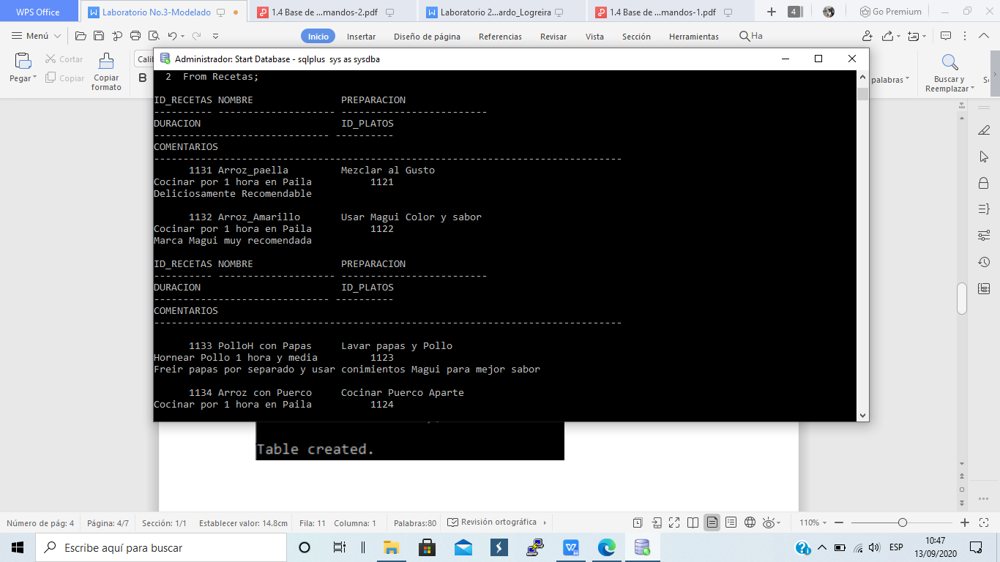 WPS Office
Laboratorio No.3-Modelado
1.4 Base de ...mandos-2.pdf
Laboratorio 2...ardo_Logreira
1.4 Base de ...mandos-1.pdf
4
Go Premium
Menú
Inicio
Insertar
Diseño de página
Referencias
Revisar
Vista
Sección
Herramientas
Ha
Pegar
Cortar
Copiar
Copiar formato
Calib
B
palabras
Buscar y Reemplazar
Administrador: Start Database - sqlplus sys as sysdba
2 From Recetas;
ID_RECETAS NOMBRE PREPARACION
---------- -------------------- -------------------------
DURACION ID_PLATOS
------------------------------ ----------
COMENTARIOS
--------------------------------------------------------------------------------
1131 Arroz_paella Mezclar al Gusto
Cocinar por 1 hora en Paila 1121
Deliciosamente Recomendable
1132 Arroz_Amarillo Usar Magui Color y sabor
Cocinar por 1 hora en Paila 1122
Marca Magui muy recomendada
ID_RECETAS NOMBRE PREPARACION
---------- -------------------- -------------------------
DURACION ID_PLATOS
------------------------------ ----------
COMENTARIOS
--------------------------------------------------------------------------------
1133 PolloH con Papas Lavar papas y Pollo
Hornear Pollo 1 hora y media 1123
Freir papas por separado y usar conimientos Magui para mejor sabor
1134 Arroz con Puerco Cocinar Puerco Aparte
Cocinar por 1 hora en Paila 1124
Table created.
Número de pág: 4 Página: 4/7 Sección: 1/1 Establecer valor: 14.8cm Fila: 11 Columna: 1 Palabras:80 Revisión ortográfica 110%
Escribe aquí para buscar
ESP
10:47
13/09/2020